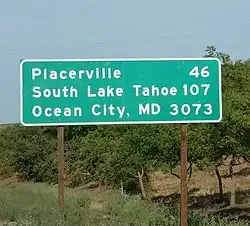 Placerville 46
South Lake Tahoe 107
Ocean City, MD 3073